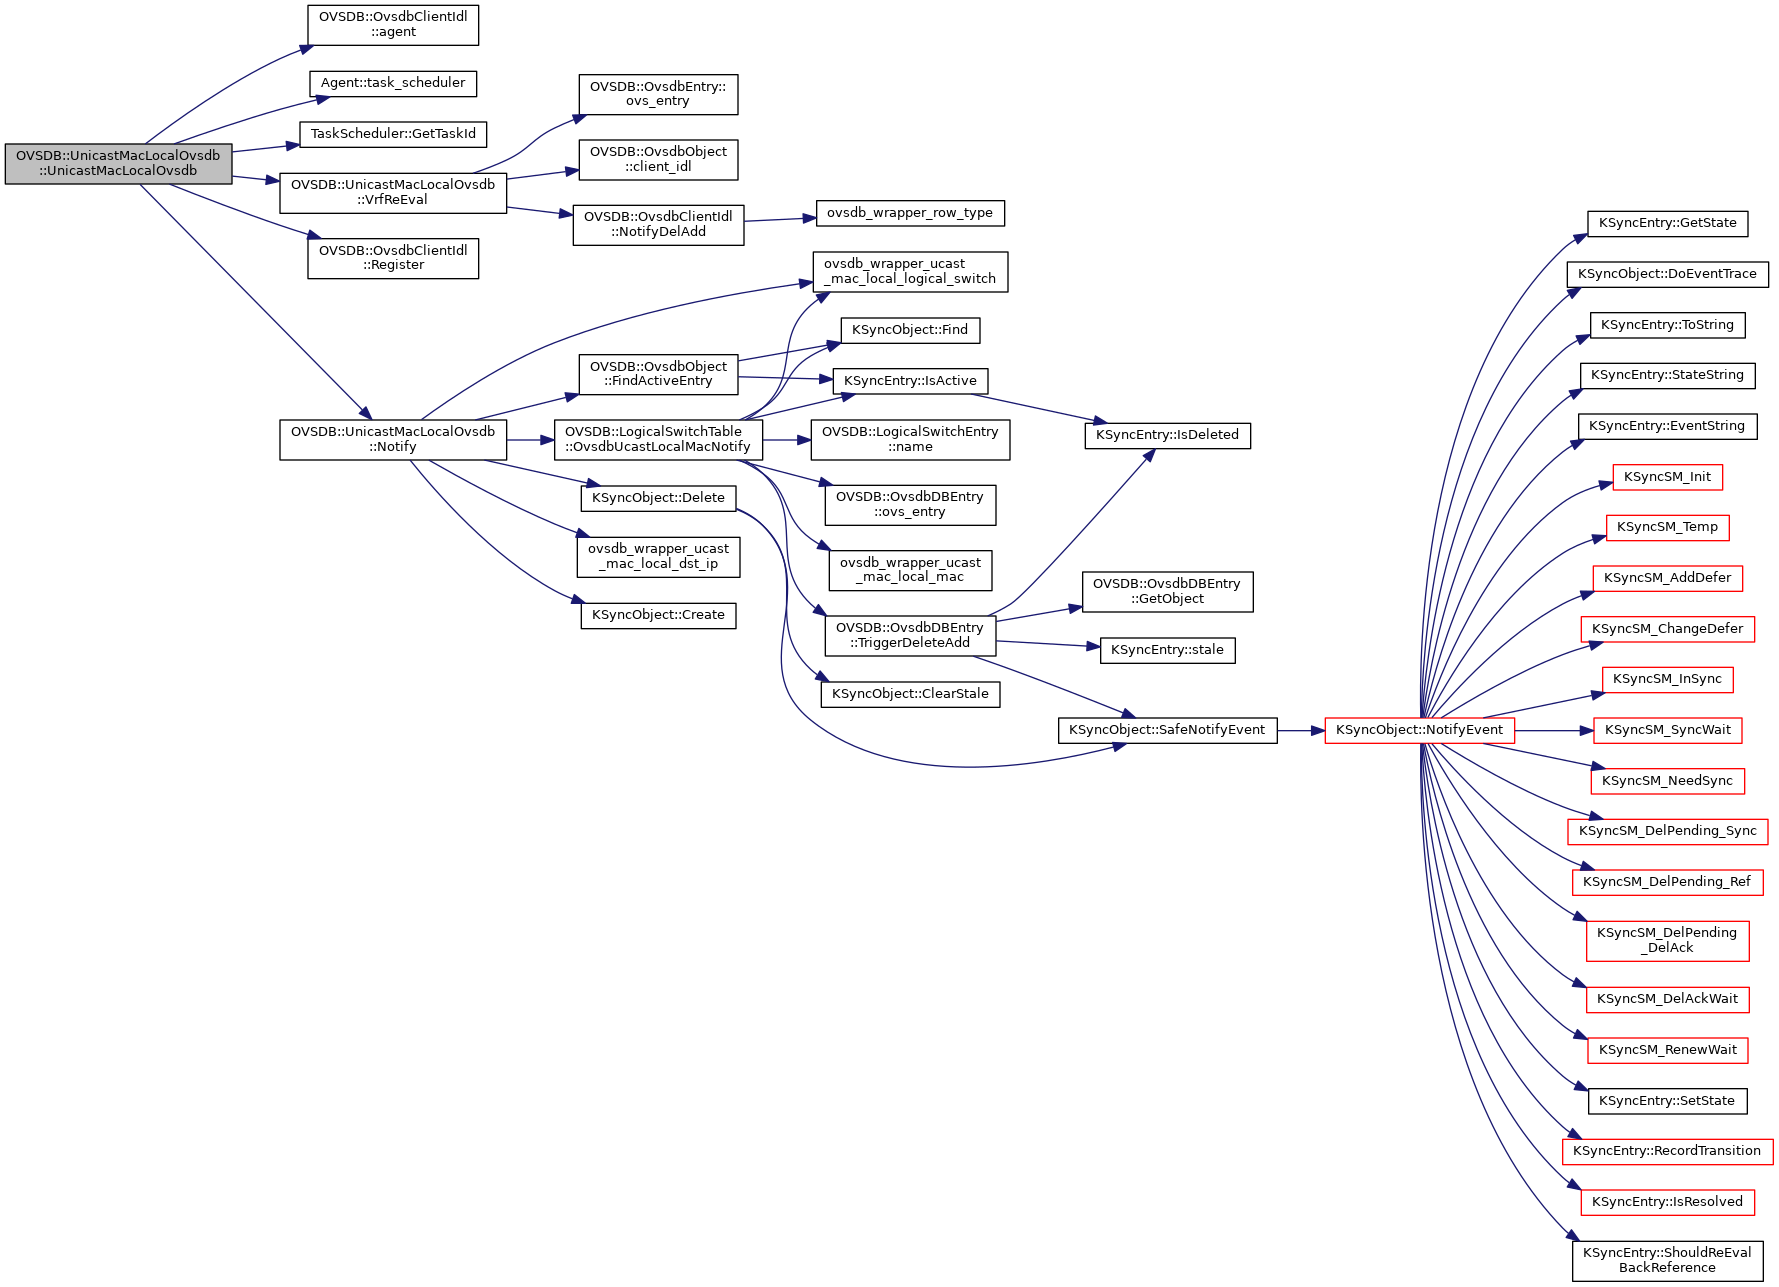 OVSDB::UnicastMacLocalOvsdb
::UnicastMacLocalOvsdb
OVSDB::OvsdbClientIdl
::agent
Agent::task_scheduler
TaskScheduler::GetTaskId
OVSDB::UnicastMacLocalOvsdb
::VrfReEval
OVSDB::OvsdbClientIdl
::Register
OVSDB::UnicastMacLocalOvsdb
::Notify
OVSDB::OvsdbEntry::
ovs_entry
OVSDB::OvsdbObject
::client_idl
OVSDB::OvsdbClientIdl
::NotifyDelAdd
OVSDB::OvsdbObject
::FindActiveEntry
OVSDB::LogicalSwitchTable
::OvsdbUcastLocalMacNotify
KSyncObject::Delete
ovsdb_wrapper_ucast
_mac_local_dst_ip
KSyncObject::Create
ovsdb_wrapper_row_type
ovsdb_wrapper_ucast
_mac_local_logical_switch
KSyncObject::Find
KSyncEntry::IsActive
OVSDB::LogicalSwitchEntry
::name
OVSDB::OvsdbDBEntry
::ovs_entry
ovsdb_wrapper_ucast
_mac_local_mac
OVSDB::OvsdbDBEntry
::TriggerDeleteAdd
KSyncObject::ClearStale
KSyncEntry::IsDeleted
OVSDB::OvsdbDBEntry
::GetObject
KSyncEntry::stale
KSyncObject::SafeNotifyEvent
KSyncObject::NotifyEvent
KSyncEntry::GetState
KSyncObject::DoEventTrace
KSyncEntry::ToString
KSyncEntry::StateString
KSyncEntry::EventString
KSyncSM_Init
KSyncSM_Temp
KSyncSM_AddDefer
KSyncSM_ChangeDefer
KSyncSM_InSync
KSyncSM_SyncWait
KSyncSM_NeedSync
KSyncSM_DelPending_Sync
KSyncSM_DelPending_Ref
KSyncSM_DelPending
_DelAck
KSyncSM_DelAckWait
KSyncSM_RenewWait
KSyncEntry::SetState
KSyncEntry::RecordTransition
KSyncEntry::IsResolved
KSyncEntry::ShouldReEval
BackReference